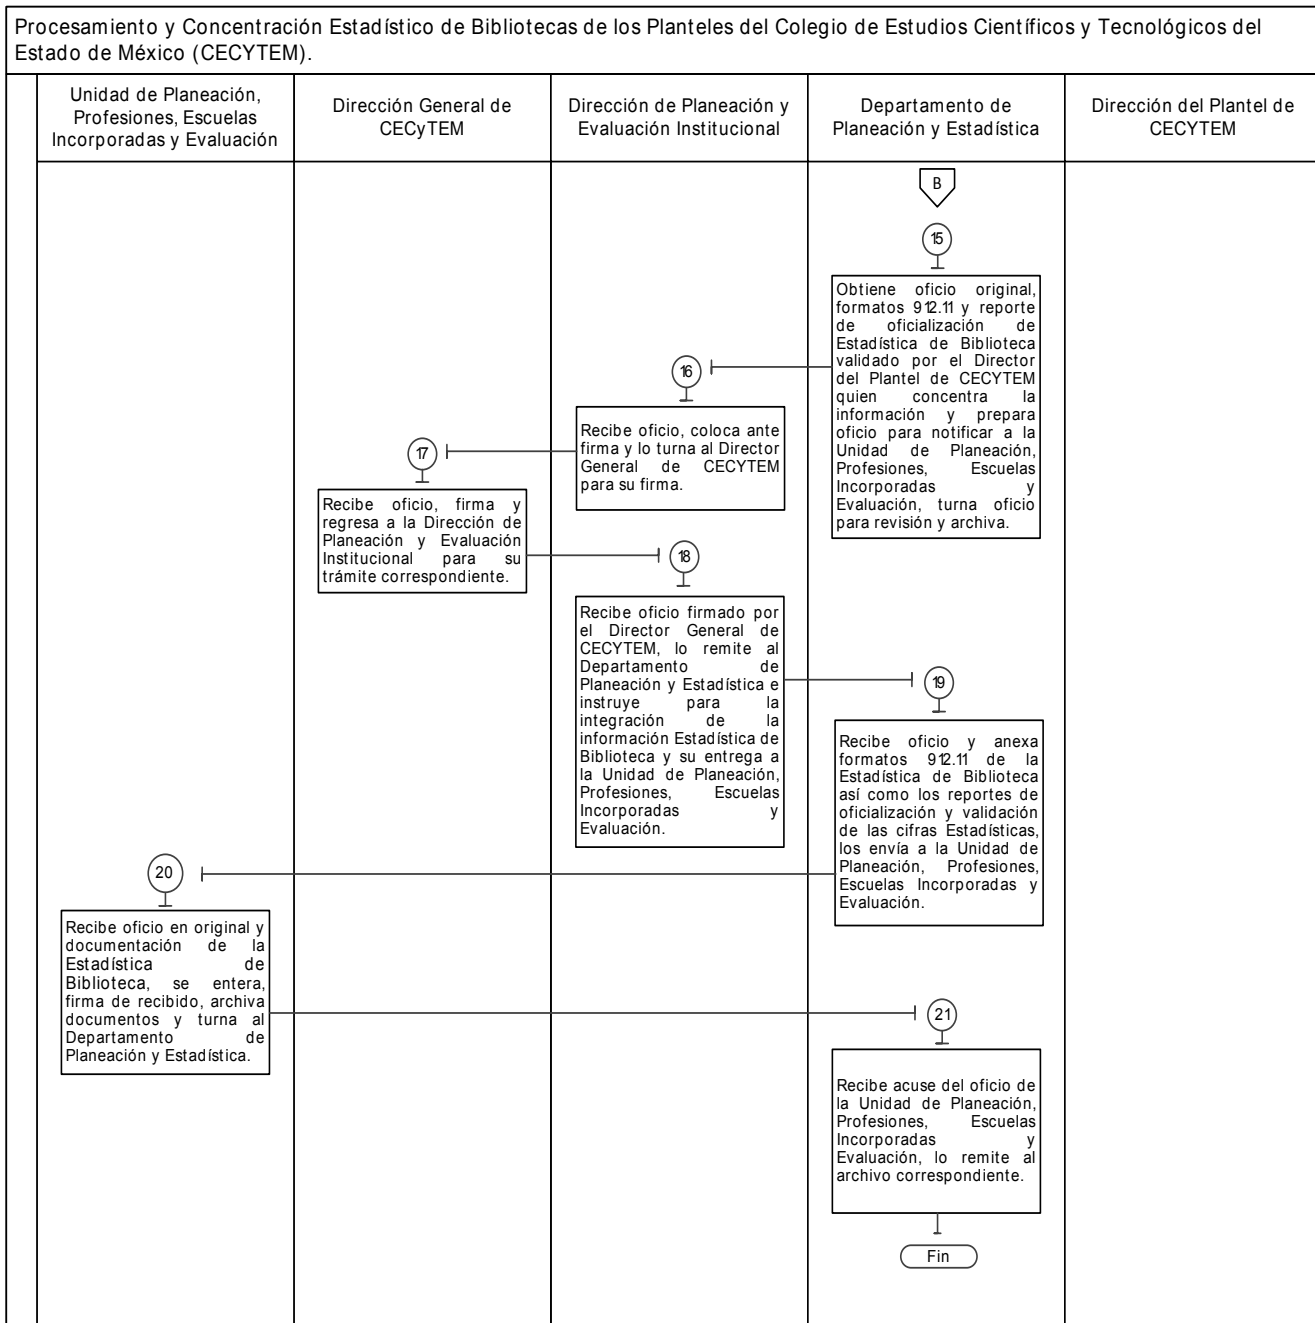 Procesamiento y Concentración Estadístico de Bibliotecas de los Planteles del Colegio de Estudios Científicos y Tecnológicos del
Estado de México (CECYTEM).
Unidad de Planeación,
Profesiones, Escuelas
Incorporadas y Evaluación
Dirección General de
CECyTEM
Dirección de Planeación y
Evaluación Institucional
Departamento de
Planeación y Estadística
Dirección del Plantel de
CECYTEM
B
15
Obtiene oficio original,
formatos 912.11 y reporte
de oficialización de
Estadística de Biblioteca
validado por el Director
del Plantel de CECYTEM
quien concentra la
información y prepara
oficio para notificar a la
Unidad de Planeación,
Profesiones, Escuelas
Incorporadas y
Evaluación, turna oficio
para revisión y archiva.
16
Recibe oficio, coloca ante
firma y lo turna al Director
General de CECYTEM
para su firma.
17
Recibe oficio, firma y
regresa a la Dirección de
Planeación y Evaluación
Institucional para su
trámite correspondiente.
18
Recibe oficio firmado por
el Director General de
CECYTEM, lo remite al
Departamento de
Planeación y Estadística e
instruye para la
integración de la
información Estadística de
Biblioteca y su entrega a
la Unidad de Planeación,
Profesiones, Escuelas
Incorporadas y
Evaluación.
19
Recibe oficio y anexa
formatos 912.11 de la
Estadística de Biblioteca
así como los reportes de
oficialización y validación
de las cifras Estadísticas,
los envía a la Unidad de
Planeación, Profesiones,
Escuelas Incorporadas y
Evaluación.
20
Recibe oficio en original y
documentación de la
Estadística de
Biblioteca, se entera,
firma de recibido, archiva
documentos y turna al
Departamento de
Planeación y Estadística.
21
Recibe acuse del oficio de
la Unidad de Planeación,
Profesiones, Escuelas
Incorporadas y
Evaluación, lo remite al
archivo correspondiente.
Fin